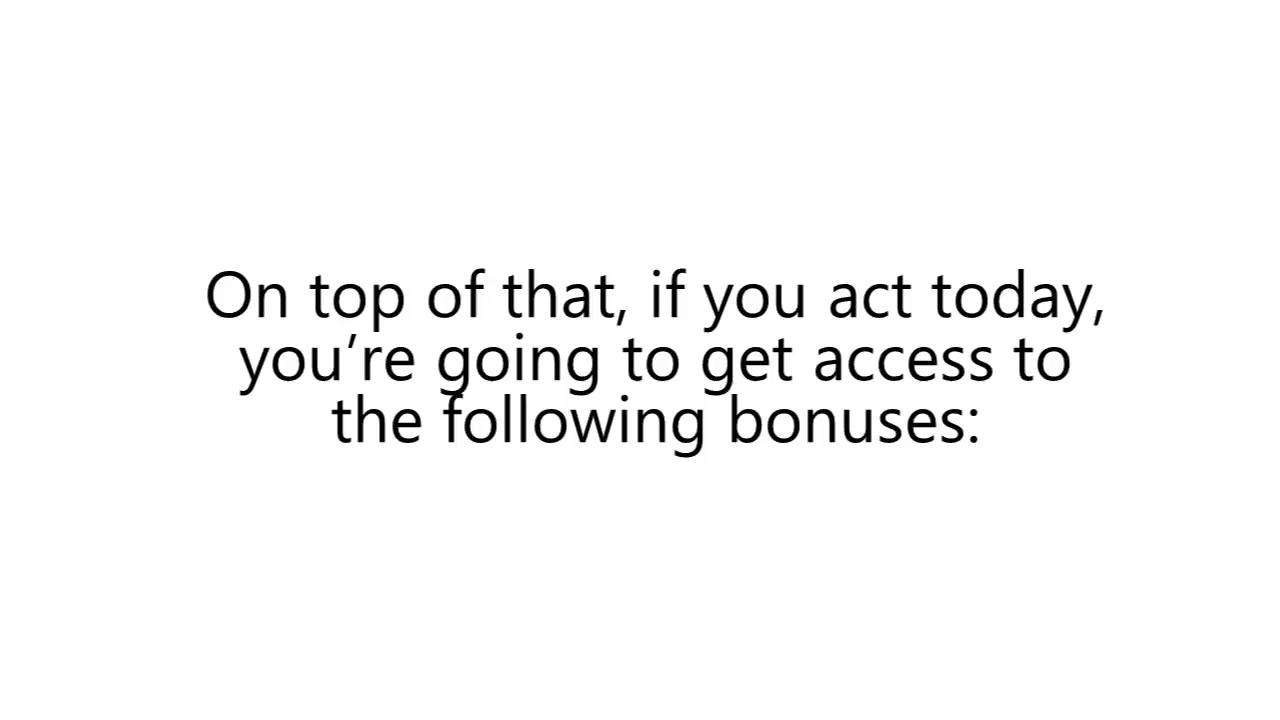 On top of that, if you act today,
you’re going to get access to
the following bonuses: